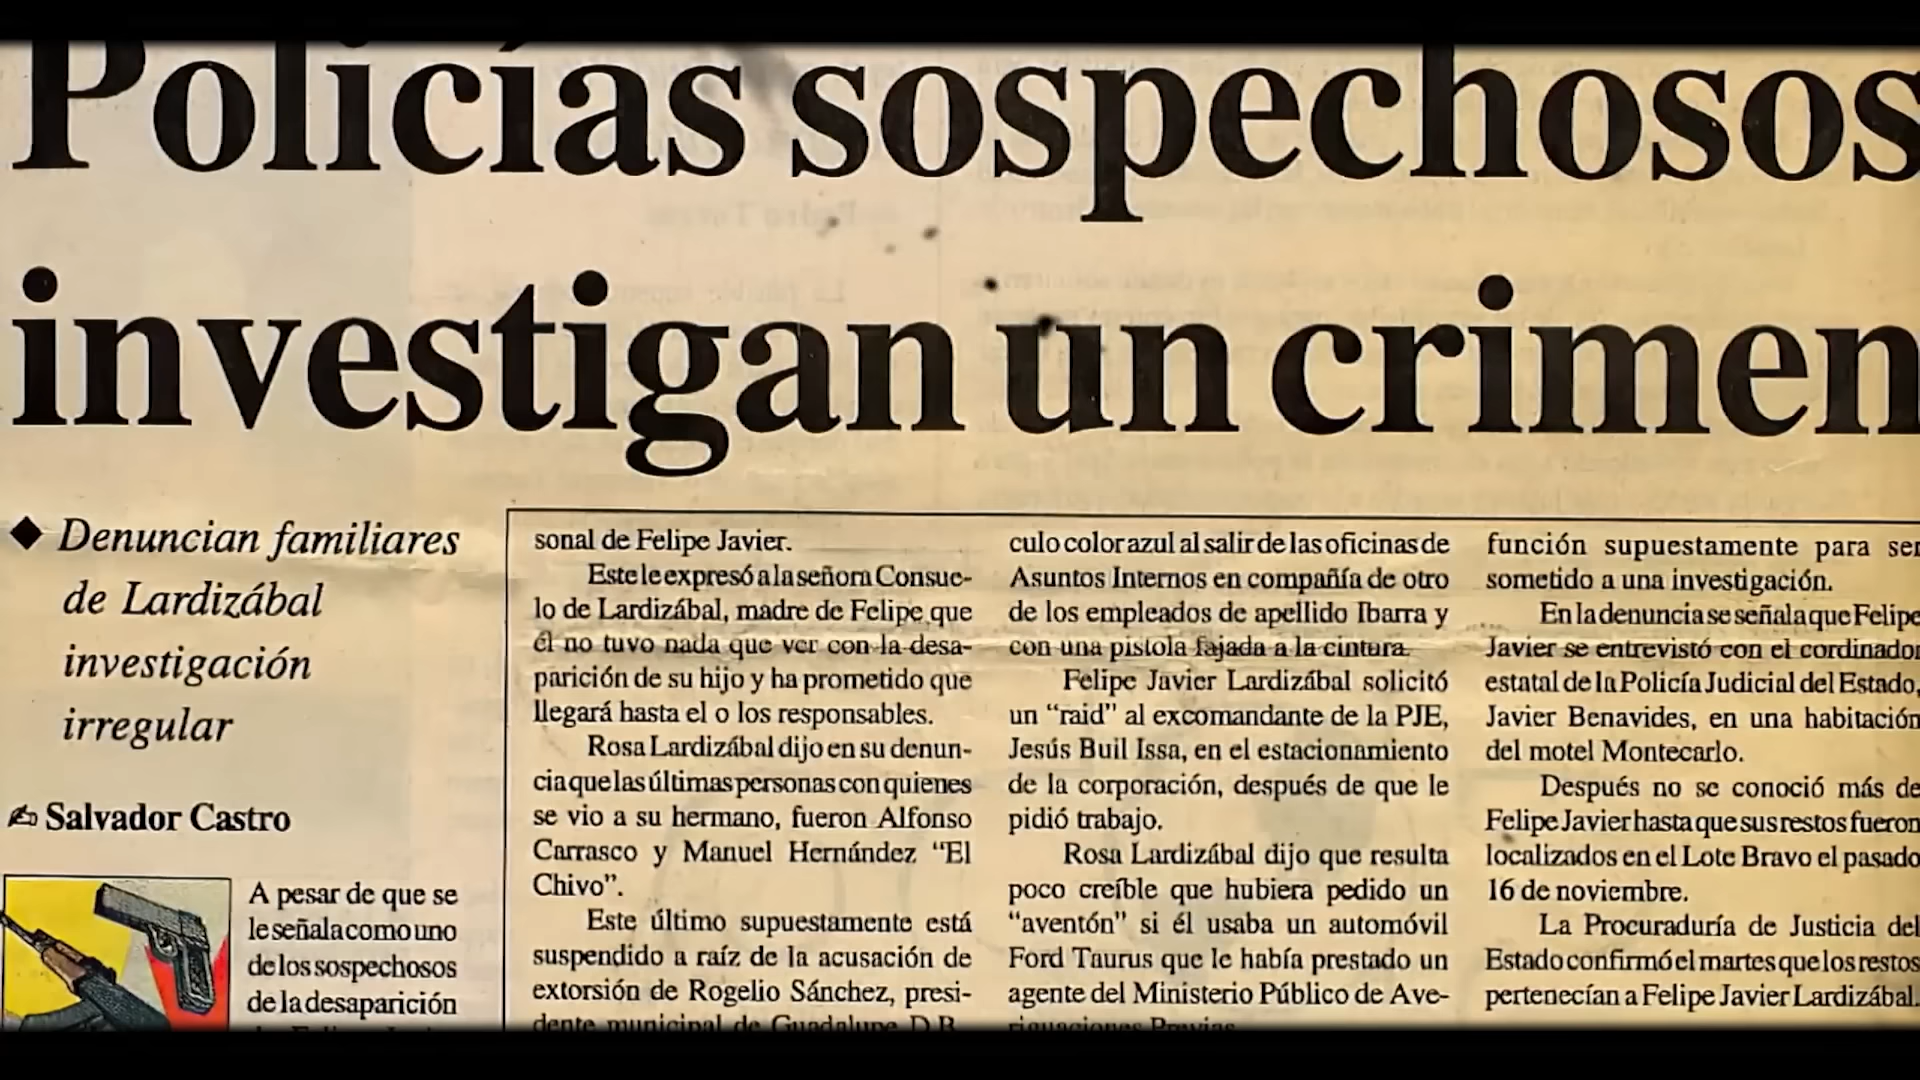 Policías sospechosos
investigan un crimen
Denuncian familiares
de Lardizábal
investigación
irregular
Salvador Castro
A pesar de que se
le señala como uno
de los sospechosos
de la desaparición
sonal de Felipe Javier.
Este le expresó a la señora Consue-
lo de Lardizábal, madre de Felipe que
él no tuvo nada que ver con la desa-
parición de su hijo y ha prometido que
llegará hasta el o los responsables.
Rosa Lardizábal dijo en su denun-
cia que las últimas personas con quienes
se vio a su hermano, fueron Alfonso
Carrasco y Manuel Hernández “El
Chivo”.
Este último supuestamente está
suspendido a raíz de la acusación de
extorsión de Rogelio Sánchez, presi-
dente municipal de Guadalupe D.B.
culo color azul al salir de las oficinas de
Asuntos Internos en compañía de otro
de los empleados de apellido Ibarra y
con una pistola fajada a la cintura.
Felipe Javier Lardizábal solicitó
un “raid” al excomandante de la PJE,
Jesús Buil Issa, en el estacionamiento
de la corporación, después de que le
pidió trabajo.
Rosa Lardizábal dijo que resulta
poco creíble que hubiera pedido un
“aventón” si él usaba un automóvil
Ford Taurus que le había prestado un
agente del Ministerio Público de Ave-
riguaciones Previas.
función supuestamente para ser
sometido a una investigación.
En la denuncia se señala que Felipe
Javier se entrevistó con el cordinador
estatal de la Policía Judicial del Estado,
Javier Benavides, en una habitación
del motel Montecarlo.
Después no se conoció más de
Felipe Javier hasta que sus restos fueron
localizados en el Lote Bravo el pasado
16 de noviembre.
La Procuraduría de Justicia del
Estado confirmó el martes que los restos
pertenecían a Felipe Javier Lardizábal.